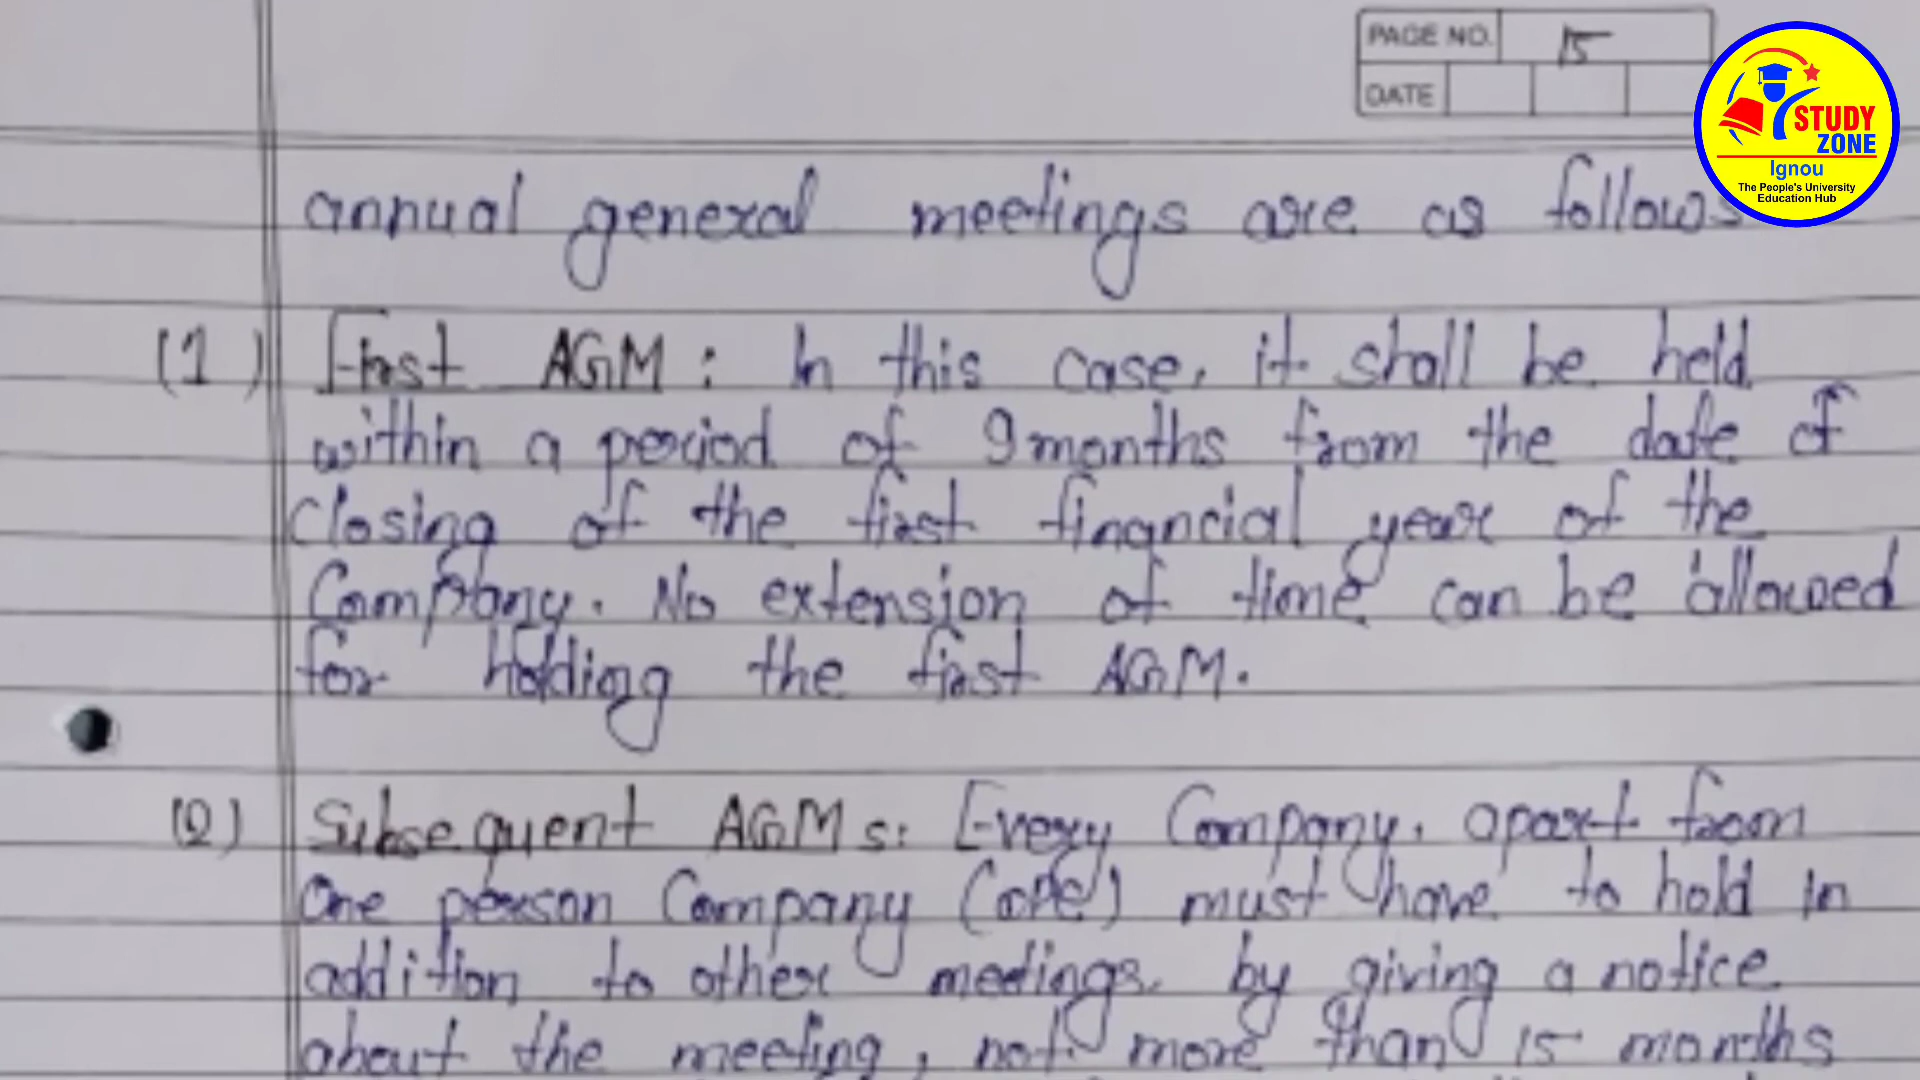 PAGE NO. 15
DATE
STUDY
ZONE
Ignou
The People's University
Education Hub
annual general meetings are as follows
(1) First AGM : In this case, it shall be held
within a period of 9 months from the date of
closing of the first financial year of the
Company. No extension of time can be allowed
for holding the first AGM.
(2) Subsequent AGMs: Every Company, apart from
One person Company (OPC) must have to hold in
addition to other meetings by giving a notice
about the meeting, not more than 15 months